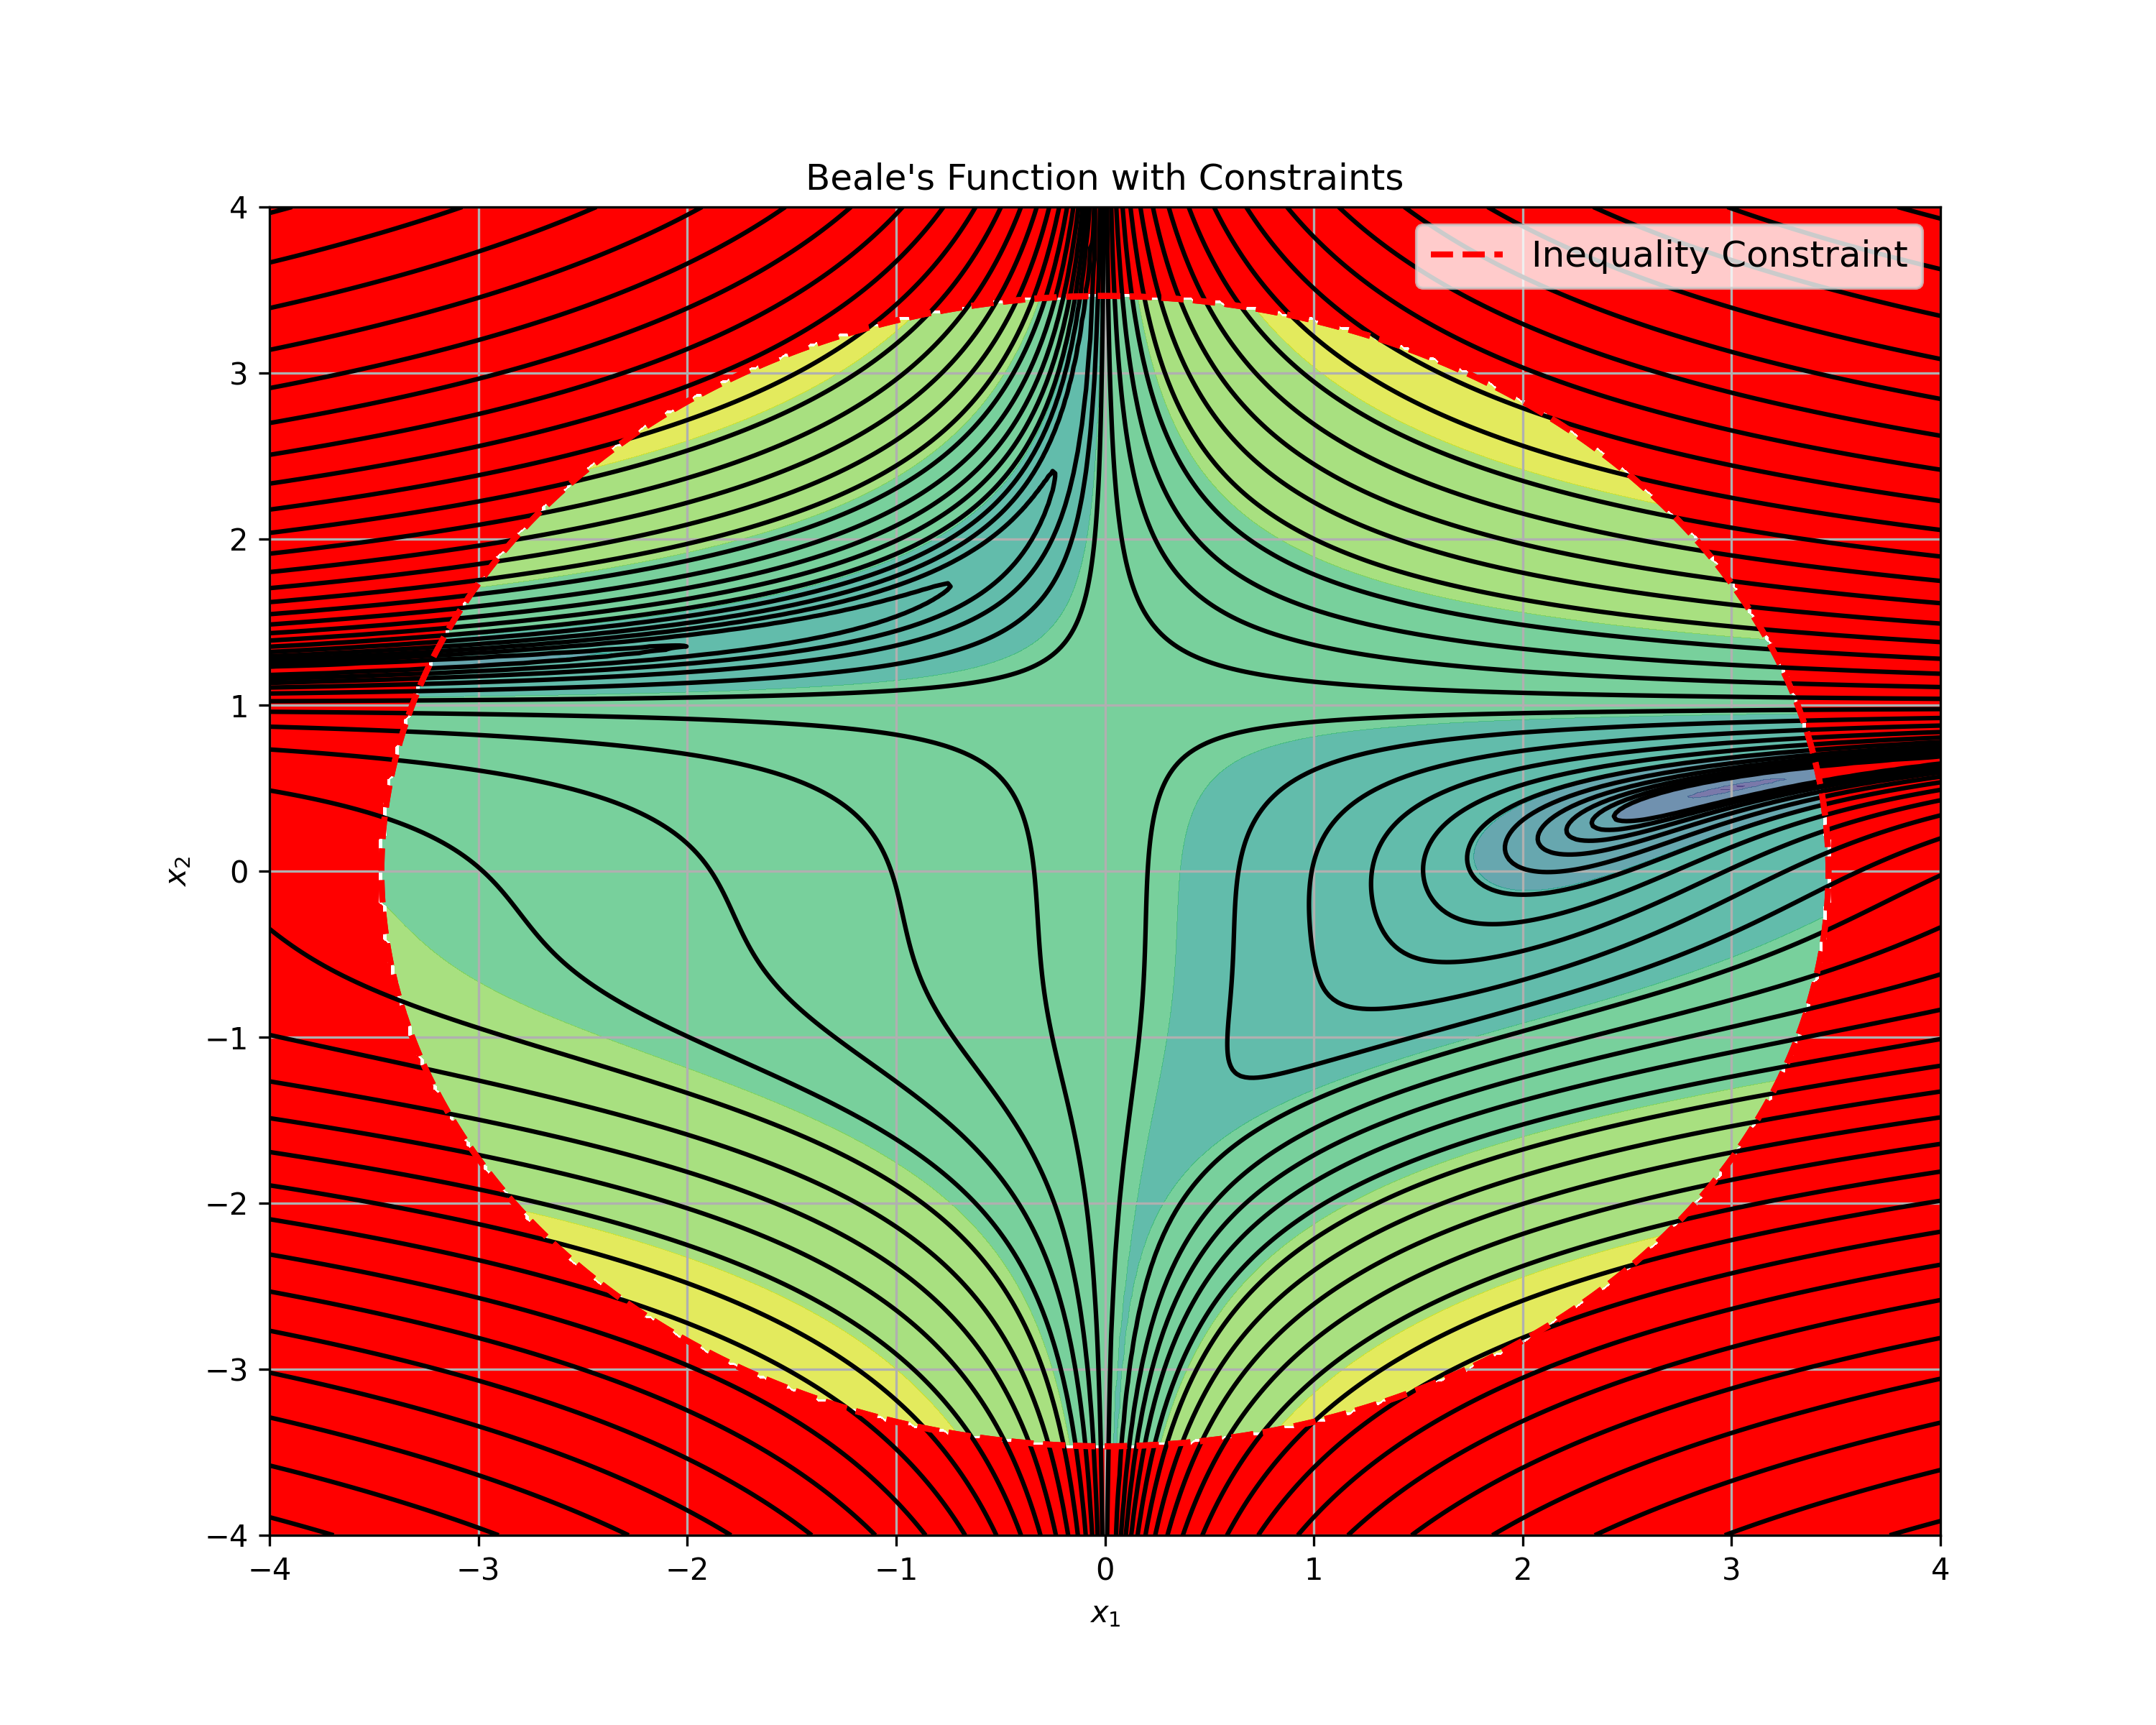 Beale's Function with Constraints
Inequality Constraint
4
3
2
1
0
−1
−2
−3
−4
x₂
−4 −3 −2 −1 0 1 2 3 4
x₁